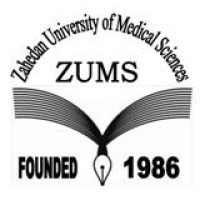 Zahedan University of Medical Sciences
ZUMS
FOUNDED 1986